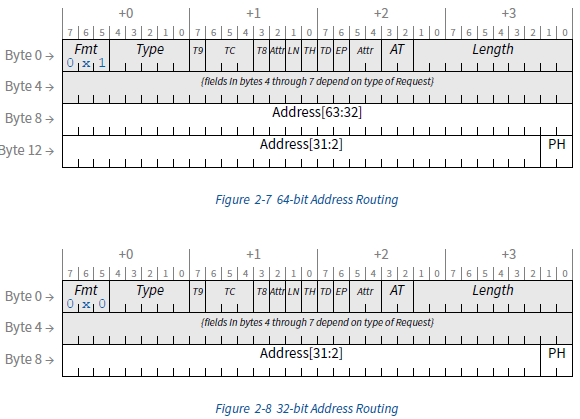 +0 +1 +2 +3
7 6 5 4 3 2 1 0 7 6 5 4 3 2 1 0 7 6 5 4 3 2 1 0 7 6 5 4 3 2 1 0
Byte 0 → Fmt Type T9 TC T8 Attr LN TH TD EP Attr AT Length
0 x 1
Byte 4 → {fields In bytes 4 through 7 depend on type of Request}
Byte 8 → Address[63:32]
Byte 12 → Address[31:2] PH
Figure 2-7 64-bit Address Routing
+0 +1 +2 +3
7 6 5 4 3 2 1 0 7 6 5 4 3 2 1 0 7 6 5 4 3 2 1 0 7 6 5 4 3 2 1 0
Byte 0 → Fmt Type T9 TC T8 Attr LN TH TD EP Attr AT Length
0 x 0
Byte 4 → {fields In bytes 4 through 7 depend on type of Request}
Byte 8 → Address[31:2] PH
Figure 2-8 32-bit Address Routing